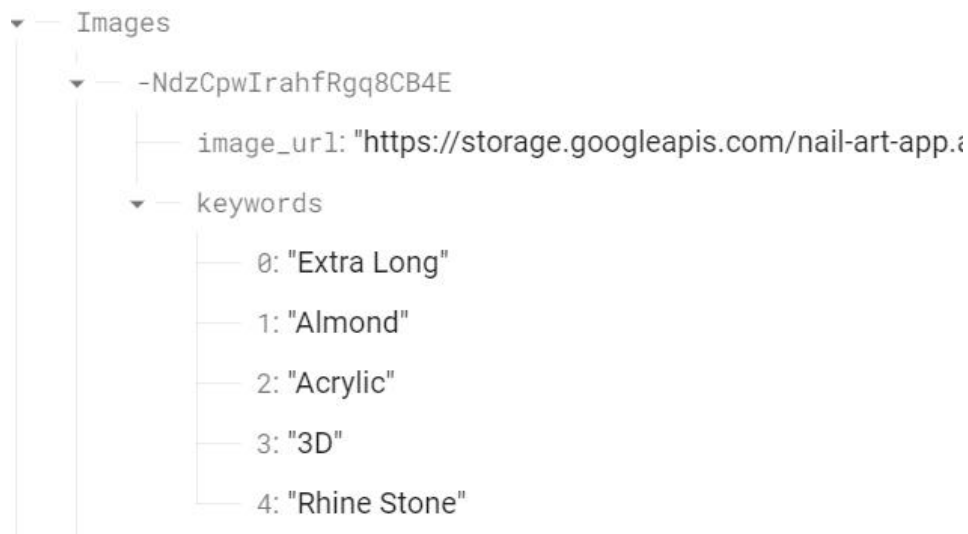 Images
-NdzCpwIrahfRgq8CB4E
image_url: "https://storage.googleapis.com/nail-art-app.a
keywords
0: "Extra Long"
1: "Almond"
2: "Acrylic"
3: "3D"
4: "Rhine Stone"